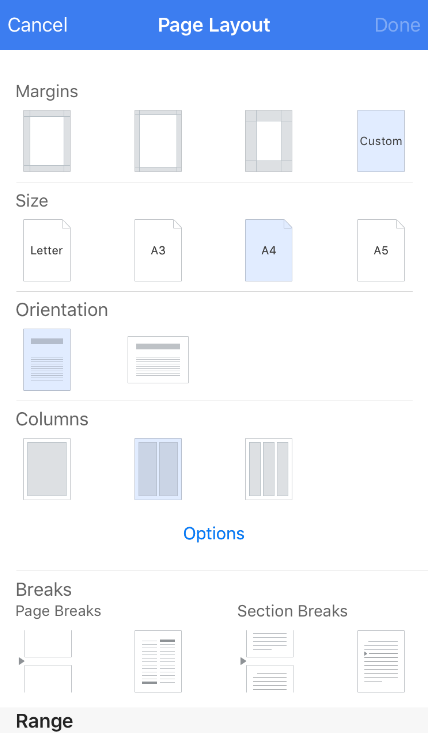 Cancel Page Layout Done
Margins
Custom
Size
Letter A3 A4 A5
Orientation
Columns
Options
Breaks
Page Breaks Section Breaks
Range